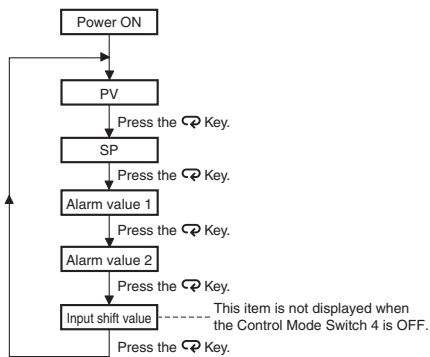 Power ON
PV
Press the Key.
SP
Press the Key.
Alarm value 1
Press the Key.
Alarm value 2
Press the Key.
Input shift value
This item is not displayed when
the Control Mode Switch 4 is OFF.
Press the Key.